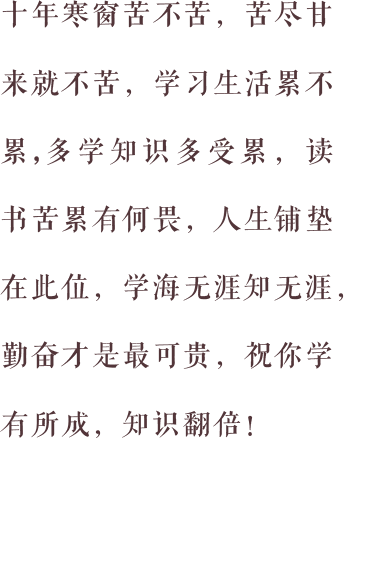 十年寒窗苦不苦，苦尽甘
来就不苦，学习生活累不
累,多学知识多受累，读
书苦累有何畏，人生铺垫
在此位，学海无涯知无涯，
勤奋才是最可贵，祝你学
有所成，知识翻倍！